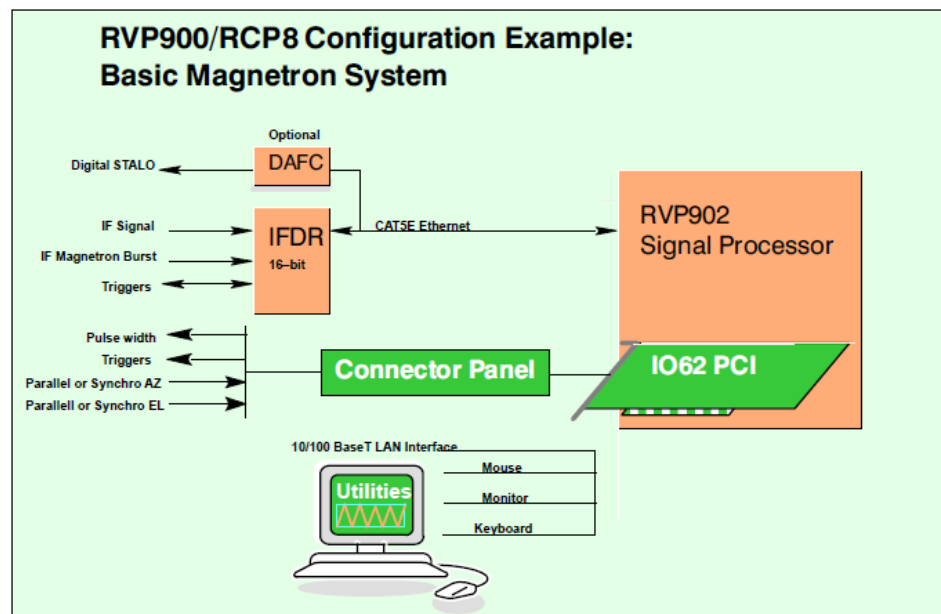 RVP900/RCP8 Configuration Example:
Basic Magnetron System
Optional
DAFC
Digital STALO
IF Signal
IF Magnetron Burst
Triggers
IFDR
16–bit
CAT5E Ethernet
RVP902
Signal Processor
Pulse width
Triggers
Parallel or Synchro AZ
Parallell or Synchro EL
Connector Panel
IO62 PCI
10/100 BaseT LAN Interface
Mouse
Monitor
Keyboard
Utilities